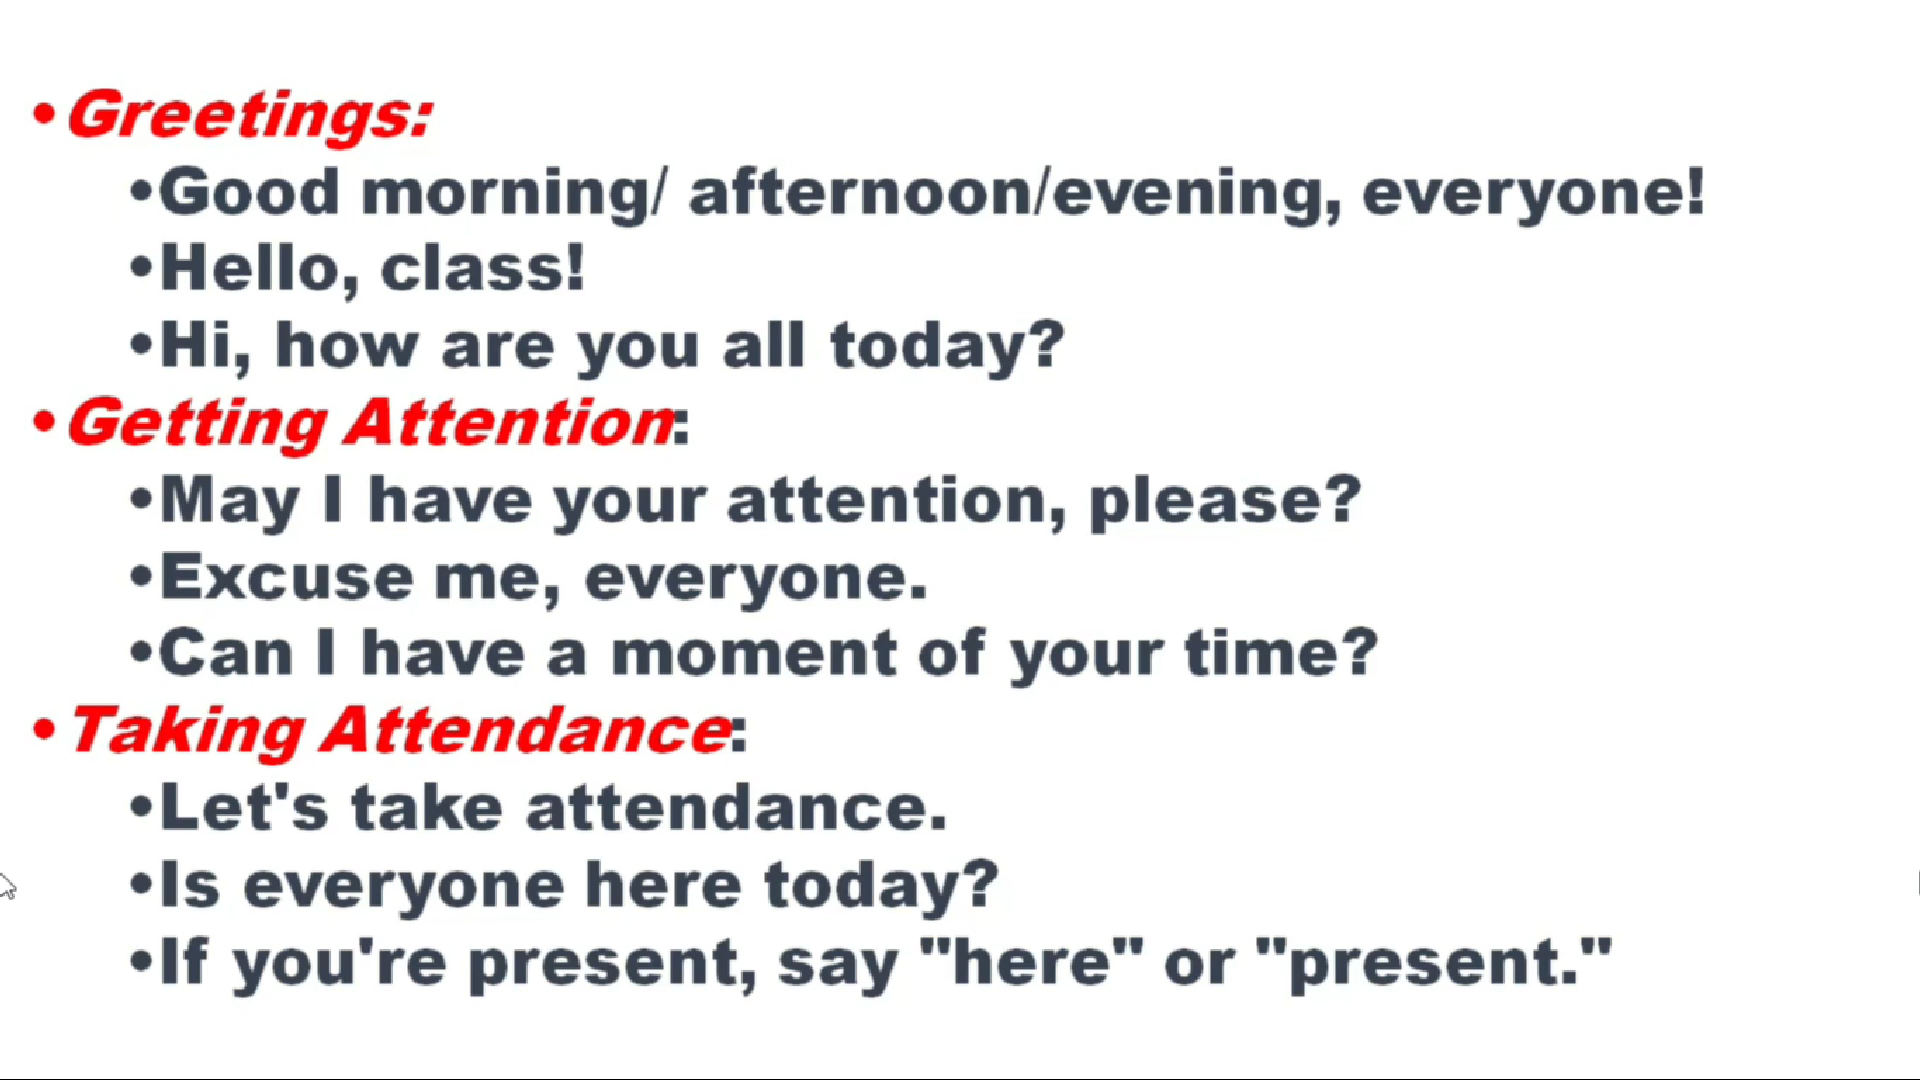 •Greetings:
•Good morning/ afternoon/evening, everyone!
•Hello, class!
•Hi, how are you all today?
•Getting Attention:
•May I have your attention, please?
•Excuse me, everyone.
•Can I have a moment of your time?
•Taking Attendance:
•Let's take attendance.
•Is everyone here today?
•If you're present, say "here" or "present."